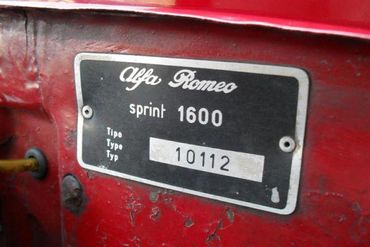 Alfa Romeo
sprint 1600
Tipo
Type
Typ
10112